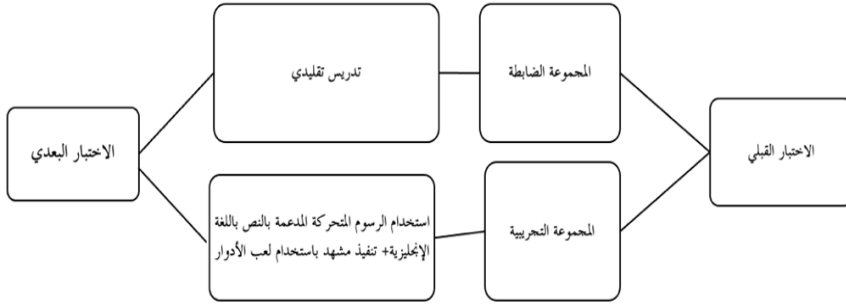 الاختبار القبلي
المجموعة الضابطة
تدريس تقليدي
المجموعة التجريبية
استخدام الرسوم المتحركة المدعمة بالنص باللغة
الإنجليزية+ تنفيذ مشهد باستخدام لعب الأدوار
الاختبار البعدي